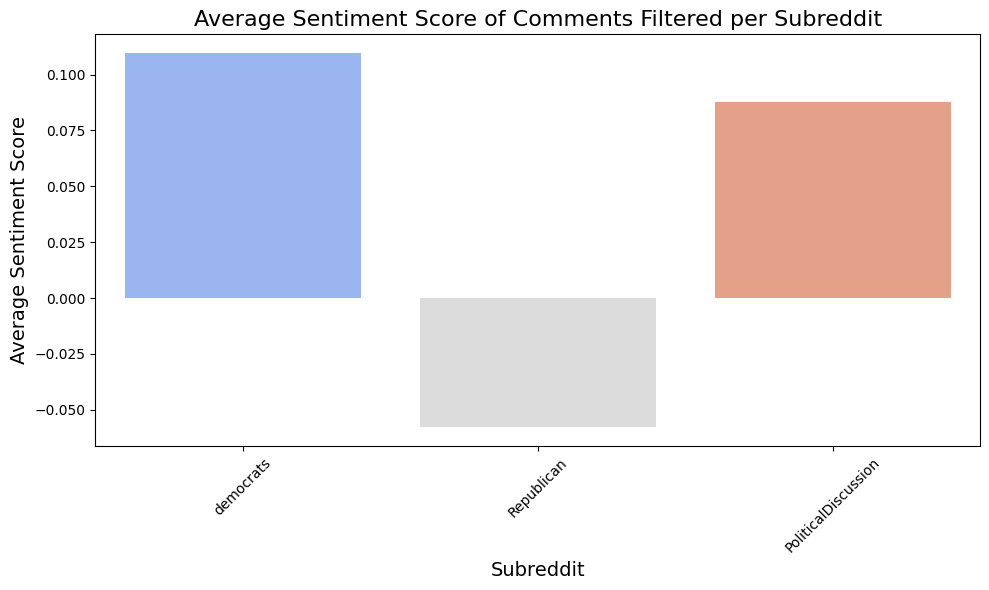 Average Sentiment Score of Comments Filtered per Subreddit
Average Sentiment Score
0.100
0.075
0.050
0.025
0.000
−0.025
−0.050
democrats
Republican
PoliticalDiscussion
Subreddit